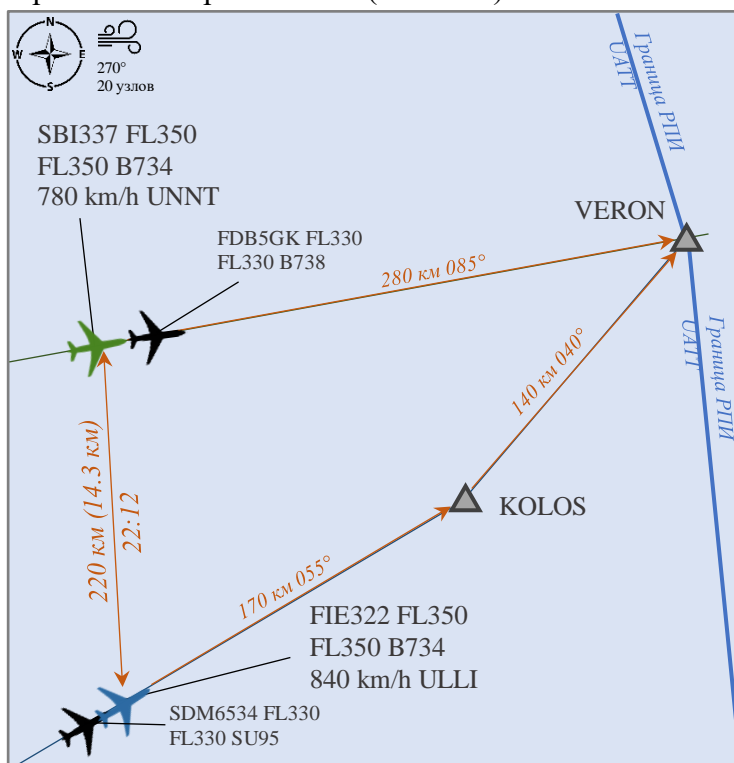 N
W
E
S
270°
20 узлов
Граница РПИ
UATT
SBI337 FL350
FL350 B734
780 km/h UNNT
VERON
FDB5GK FL330
FL330 B738
280 км 085°
Граница РПИ
UATT
140 км 040°
220 км (14.3 км)
22:12
KOLOS
170 км 055°
FIE322 FL350
FL350 B734
840 km/h ULLI
SDM6534 FL330
FL330 SU95